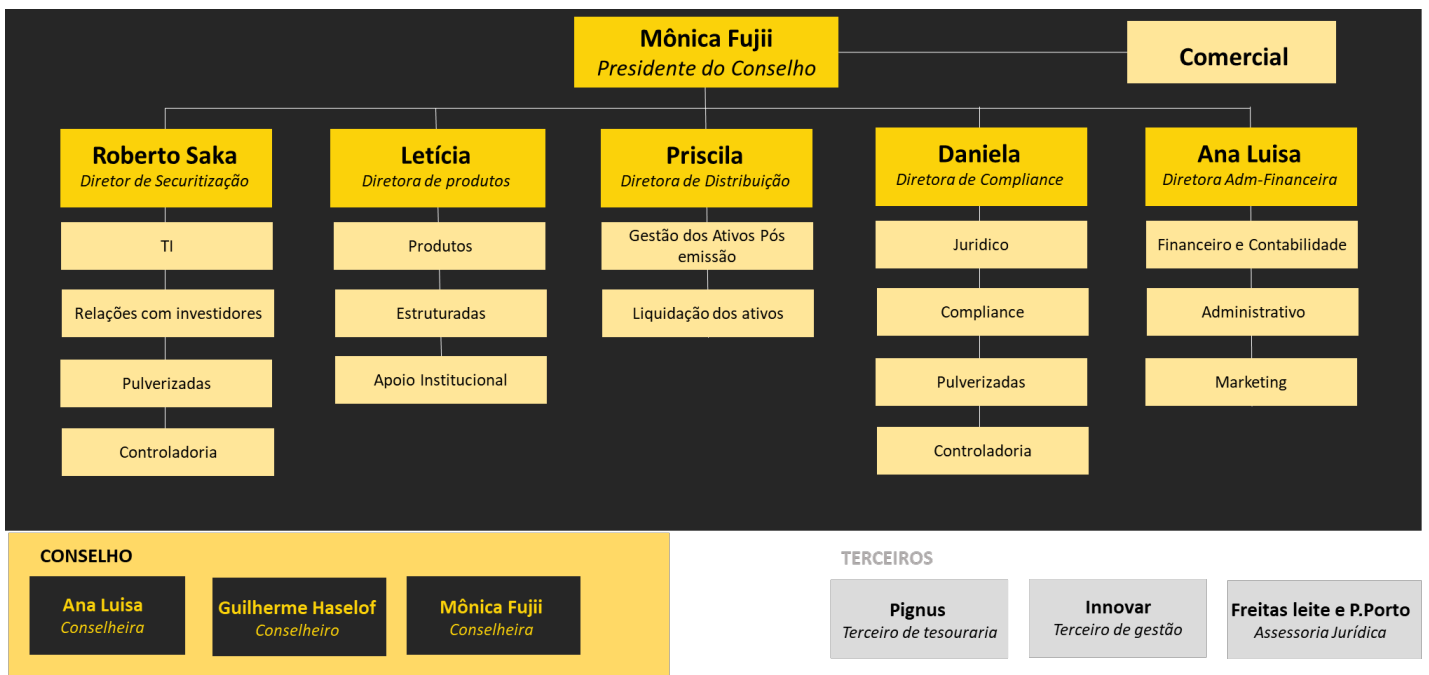 Mônica Fujii
Presidente do Conselho
Comercial
Roberto Saka
Diretor de Securitização
Letícia
Diretora de produtos
Priscila
Diretora de Distribuição
Daniela
Diretora de Compliance
Ana Luisa
Diretora Adm-Financeira
TI
Relações com investidores
Pulverizadas
Controladoria
Produtos
Estruturadas
Apoio Institucional
Gestão dos Ativos Pós
emissão
Liquidação dos ativos
Juridico
Compliance
Pulverizadas
Controladoria
Financeiro e Contabilidade
Administrativo
Marketing
CONSELHO
Ana Luisa
Conselheira
Guilherme Haselof
Conselheiro
Mônica Fujii
Conselheira
TERCEIROS
Pignus
Terceiro de tesouraria
Innovar
Terceiro de gestão
Freitas leite e P.Porto
Assessoria Jurídica